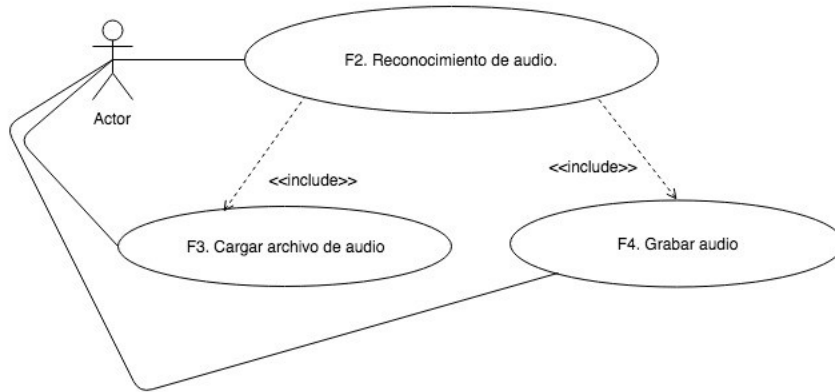 F2. Reconocimiento de audio.
Actor
<<include>>
<<include>>
F3. Cargar archivo de audio
F4. Grabar audio